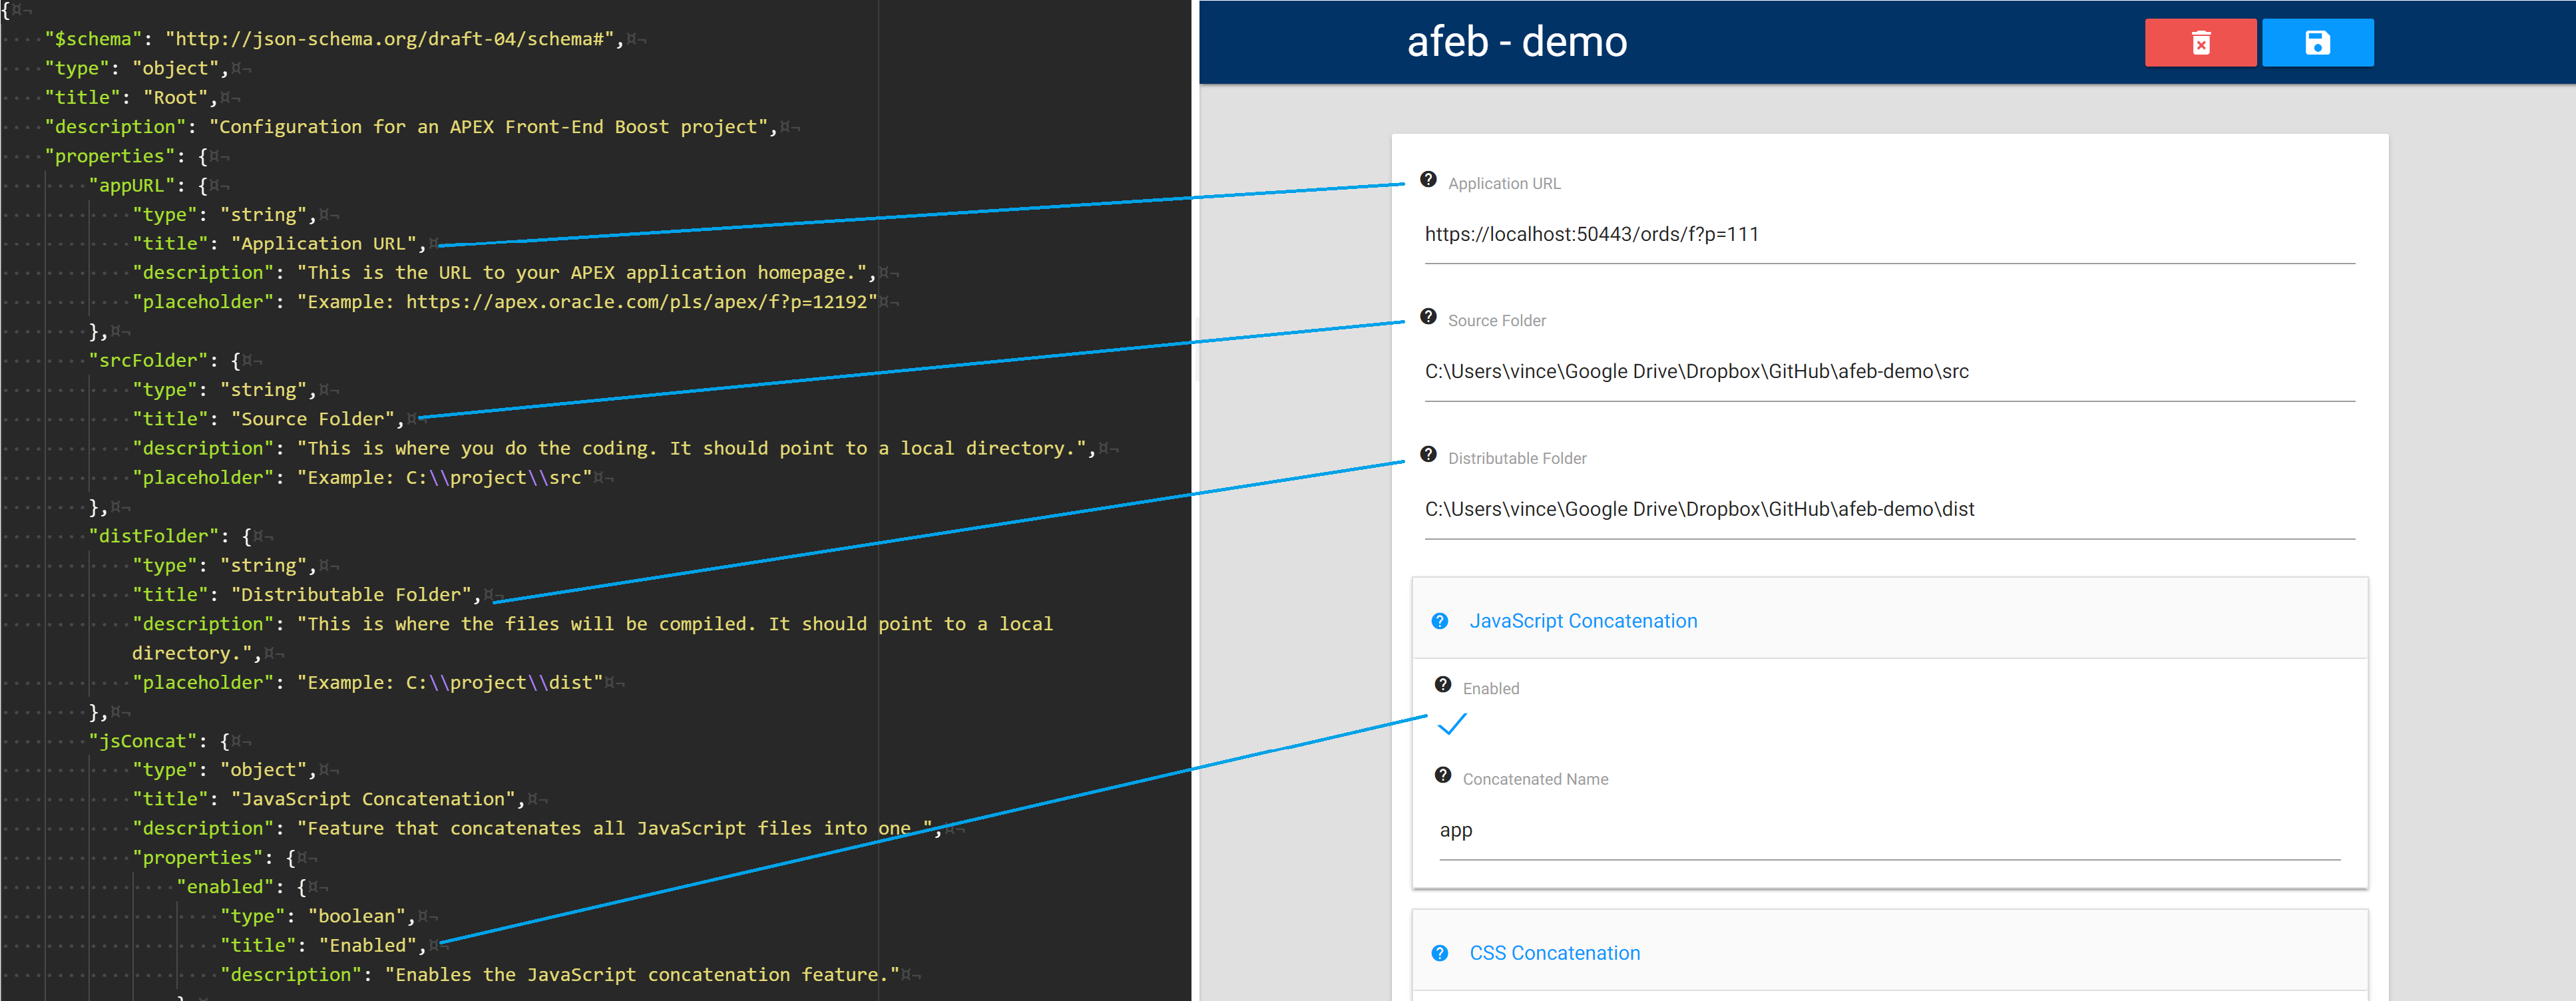 {
"$schema": "http://json-schema.org/draft-04/schema#",
"type": "object",
"title": "Root",
"description": "Configuration for an APEX Front-End Boost project",
"properties": {
"appURL": {
"type": "string",
"title": "Application URL",
"description": "This is the URL to your APEX application homepage.",
"placeholder": "Example: https://apex.oracle.com/pls/apex/f?p=12192"
},
"srcFolder": {
"type": "string",
"title": "Source Folder",
"description": "This is where you do the coding. It should point to a local directory.",
"placeholder": "Example: C:\\project\\src"
},
"distFolder": {
"type": "string",
"title": "Distributable Folder",
"description": "This is where the files will be compiled. It should point to a local
directory.",
"placeholder": "Example: C:\\project\\dist"
},
"jsConcat": {
"type": "object",
"title": "JavaScript Concatenation",
"description": "Feature that concatenates all JavaScript files into one.",
"properties": {
"enabled": {
"type": "boolean",
"title": "Enabled",
"description": "Enables the JavaScript concatenation feature."
afeb - demo
Application URL
https://localhost:50443/ords/f?p=111
Source Folder
C:\Users\vince\Google Drive\Dropbox\GitHub\afeb-demo\src
Distributable Folder
C:\Users\vince\Google Drive\Dropbox\GitHub\afeb-demo\dist
JavaScript Concatenation
Enabled
Concatenated Name
app
CSS Concatenation